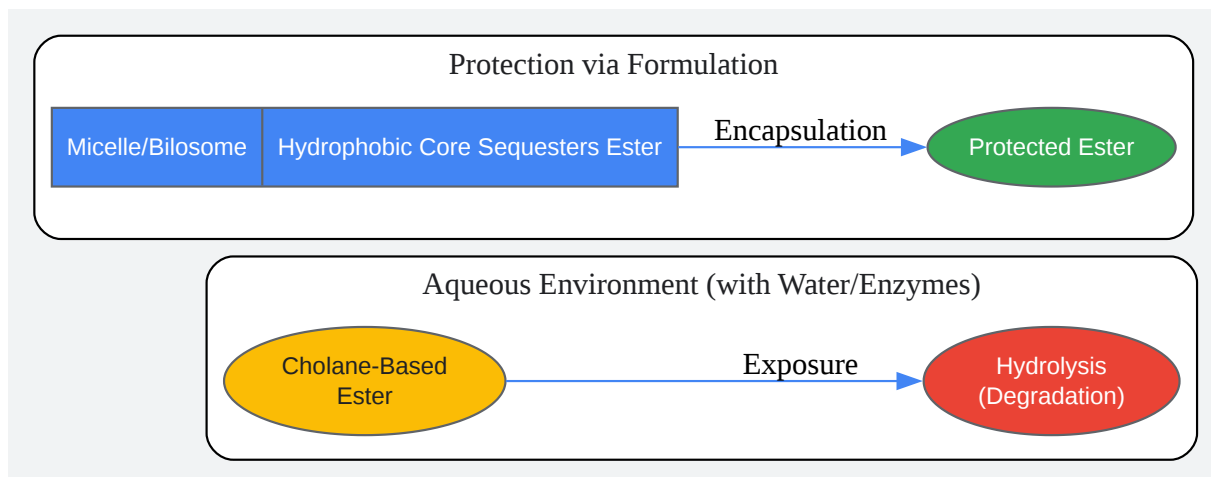 Protection via Formulation
Micelle/Bilosome
Hydrophobic Core Sequesters Ester
Encapsulation
Protected Ester
Aqueous Environment (with Water/Enzymes)
Cholane-Based
Ester
Exposure
Hydrolysis
(Degradation)